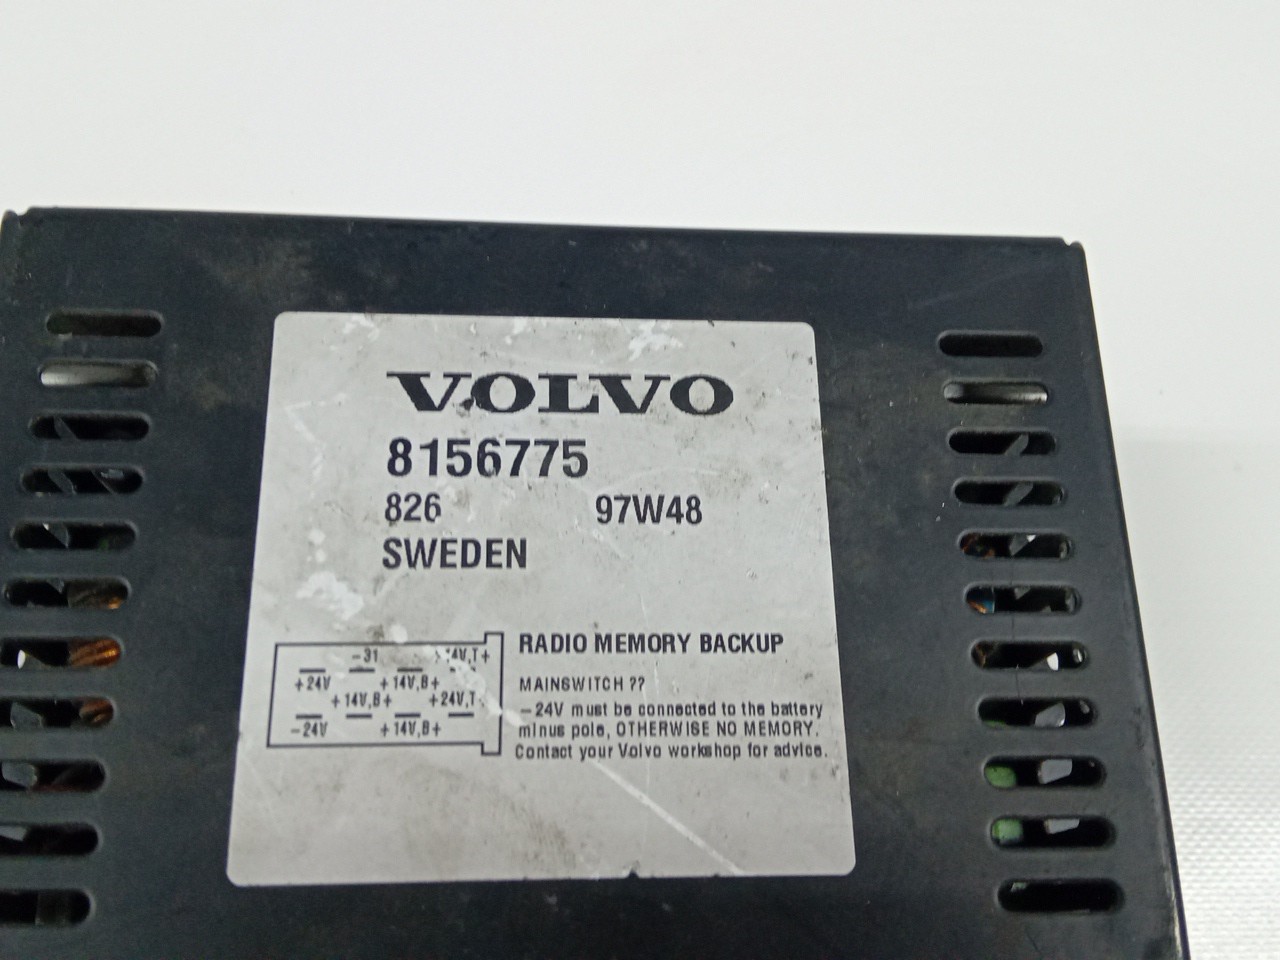 VOLVO
8156775
826 97W48
SWEDEN
-31 +14V,T+
+24V +14V,B+
+14V,B+ +24V,T
-24V +14V,B+
RADIO MEMORY BACKUP
MAINSWITCH ??
-24V must be connected to the battery
minus pole, OTHERWISE NO MEMORY.
Contact your Volvo workshop for advice.